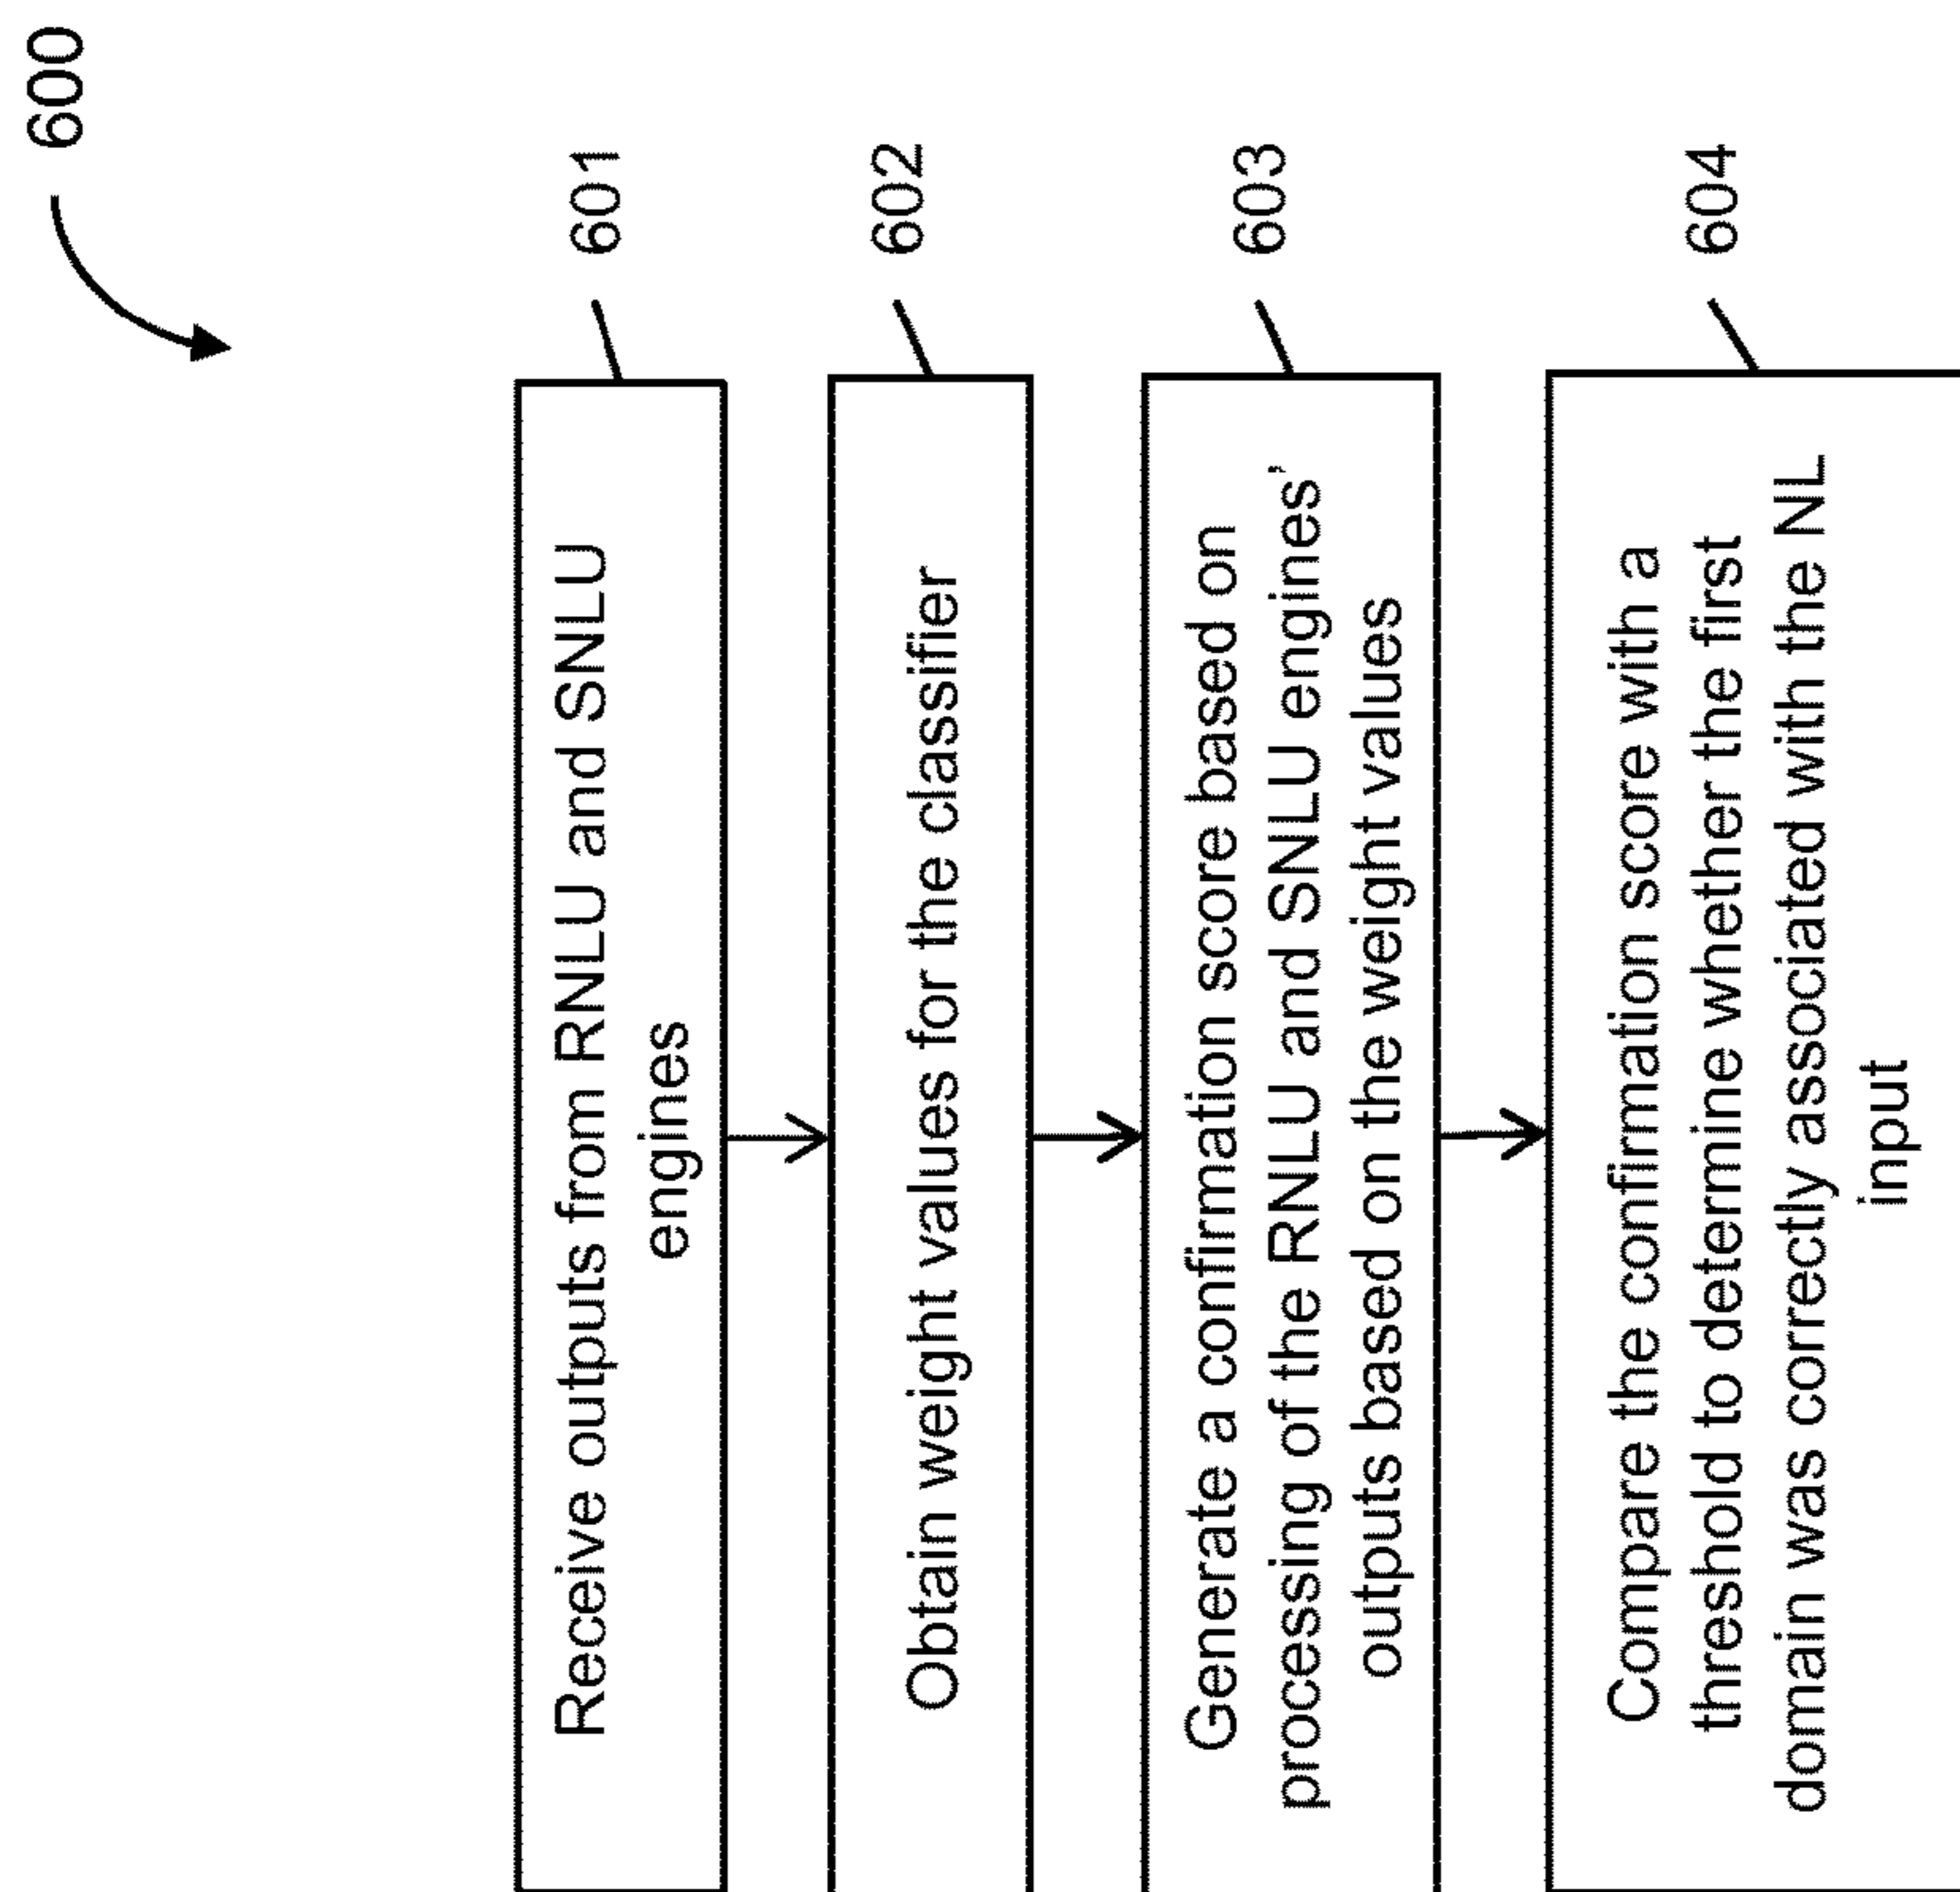 600
601
Receive outputs from RNLU and SNLU
engines
602
Obtain weight values for the classifier
603
Generate a confirmation score based on
processing of the RNLU and SNLU engines'
outputs based on the weight values
604
Compare the confirmation score with a
threshold to determine whether the first
domain was correctly associated with the NL
input